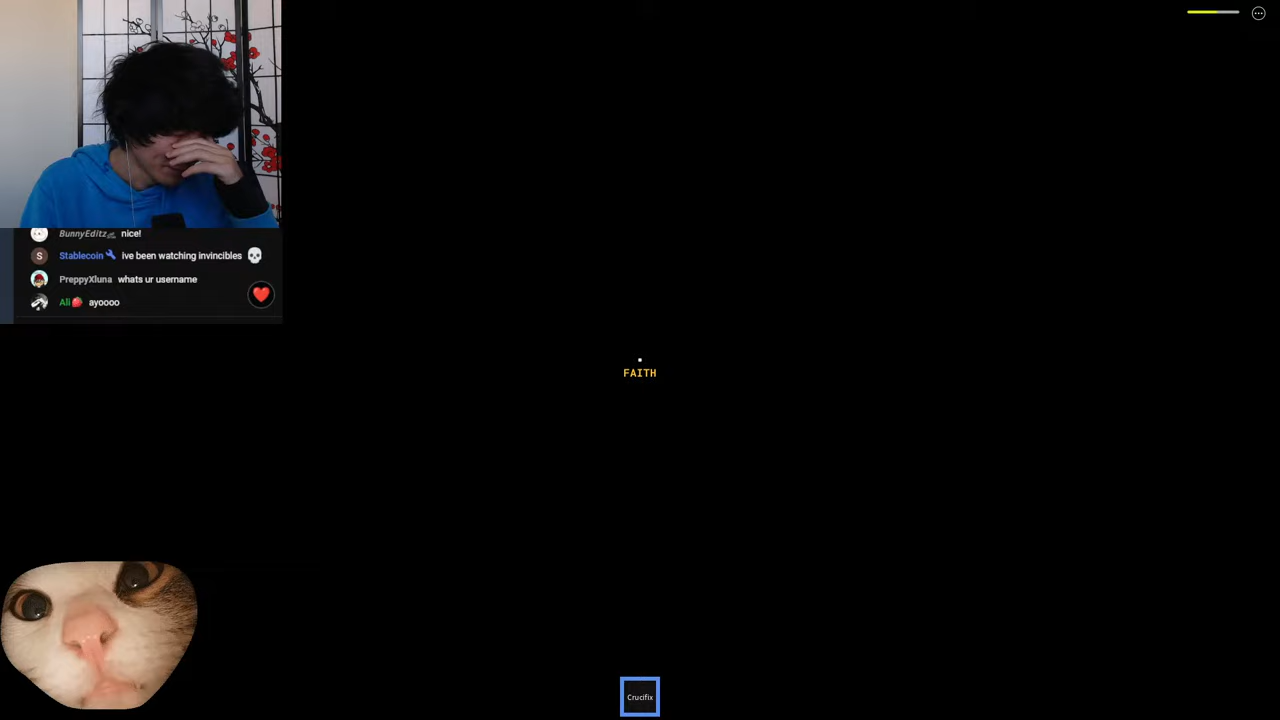 BunnyEditz nice!
S Stablecoin ive been watching invincibles
PreppyXluna whats ur username
Ali ayoooo
FAITH
Crucifix